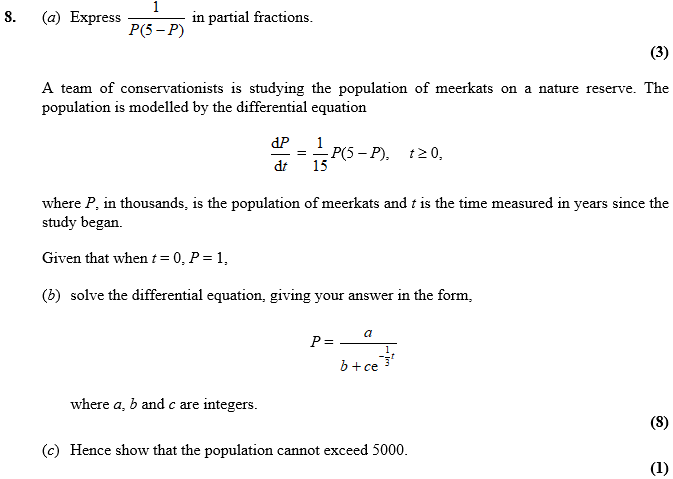 8. (a) Express 1/(P(5 – P)) in partial fractions.
(3)
A team of conservationists is studying the population of meerkats on a nature reserve. The
population is modelled by the differential equation
dP/dt = 1/15 P(5 – P), t ≥ 0,
where P, in thousands, is the population of meerkats and t is the time measured in years since the
study began.
Given that when t = 0, P = 1,
(b) solve the differential equation, giving your answer in the form,
P = a/(b + ce^(–1/3 t))
where a, b and c are integers.
(8)
(c) Hence show that the population cannot exceed 5000.
(1)